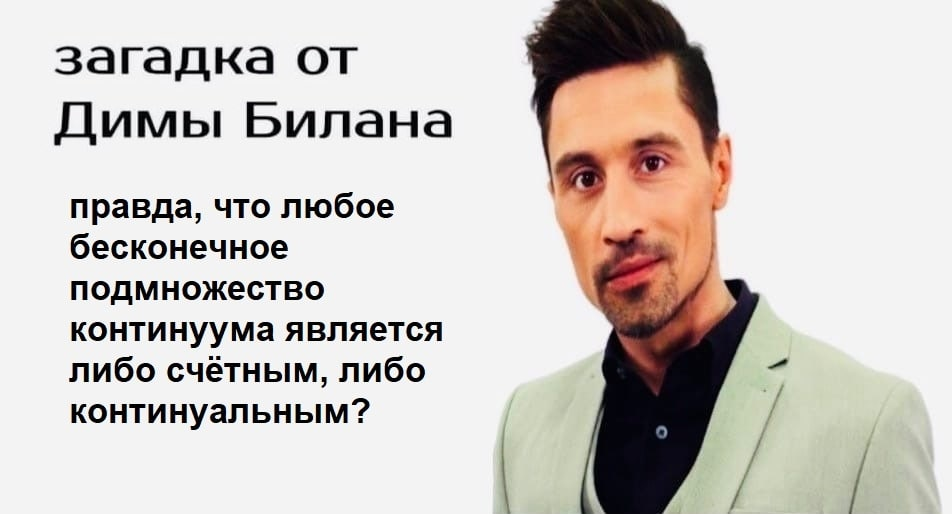 загадка от
Димы Билана
правда, что любое
бесконечное
подмножество
континуума является
либо счётным, либо
континуальным?